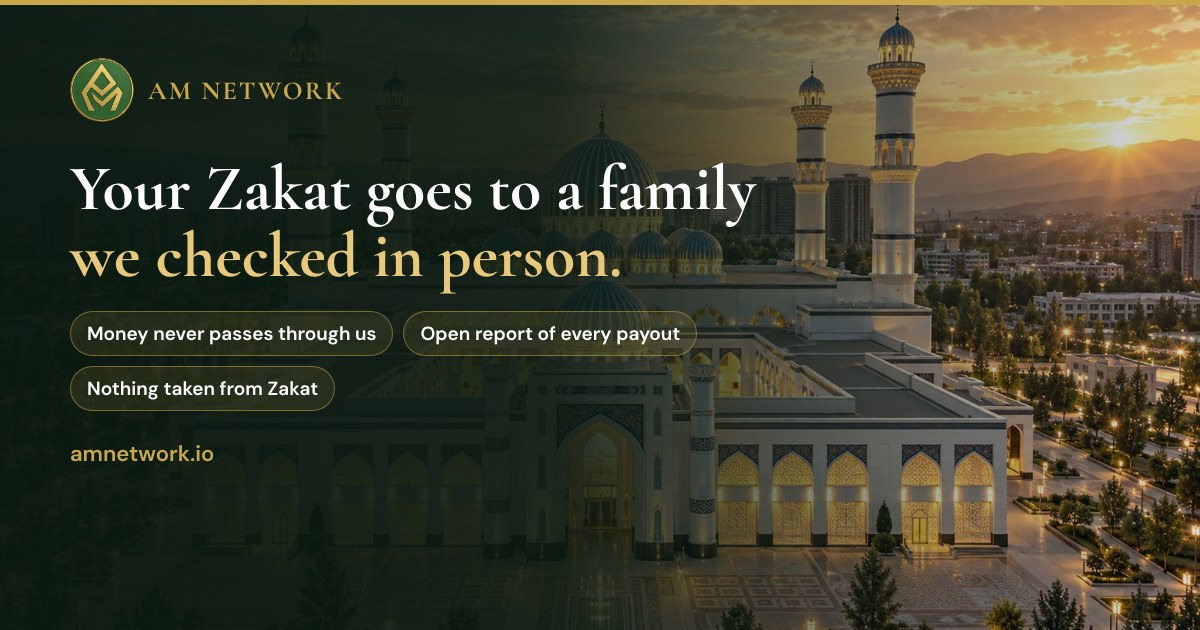 AM NETWORK
Your Zakat goes to a family
we checked in person.
Money never passes through us
Open report of every payout
Nothing taken from Zakat
amnetwork.io